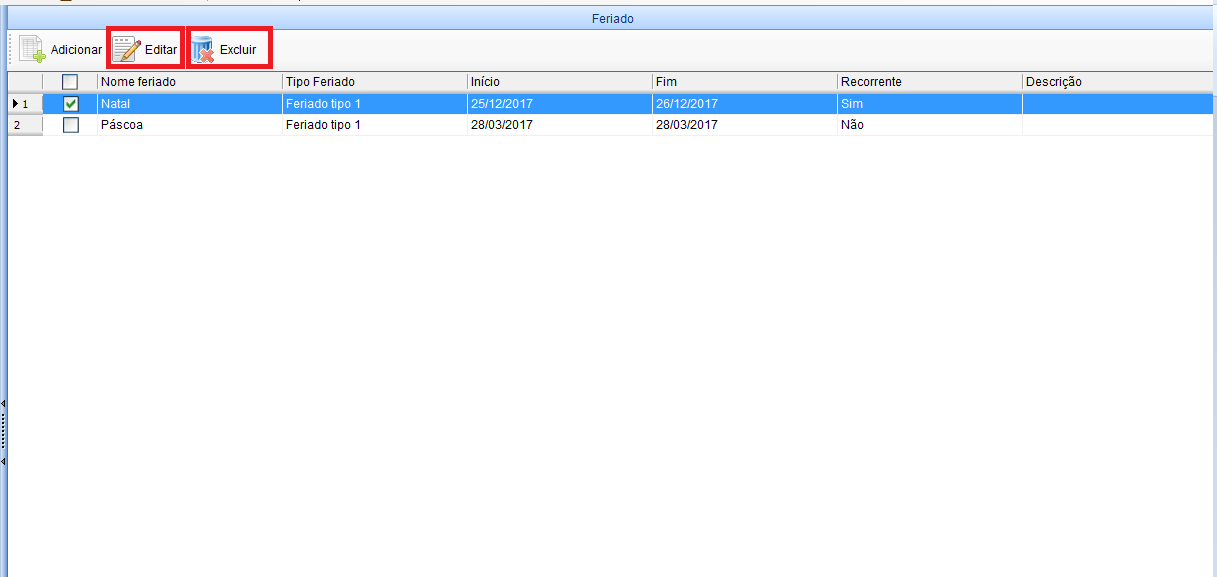 Feriado
Adicionar Editar Excluir
Nome feriado Tipo Feriado Início Fim Recorrente Descrição
1 Natal Feriado tipo 1 25/12/2017 26/12/2017 Sim
2 Páscoa Feriado tipo 1 28/03/2017 28/03/2017 Não